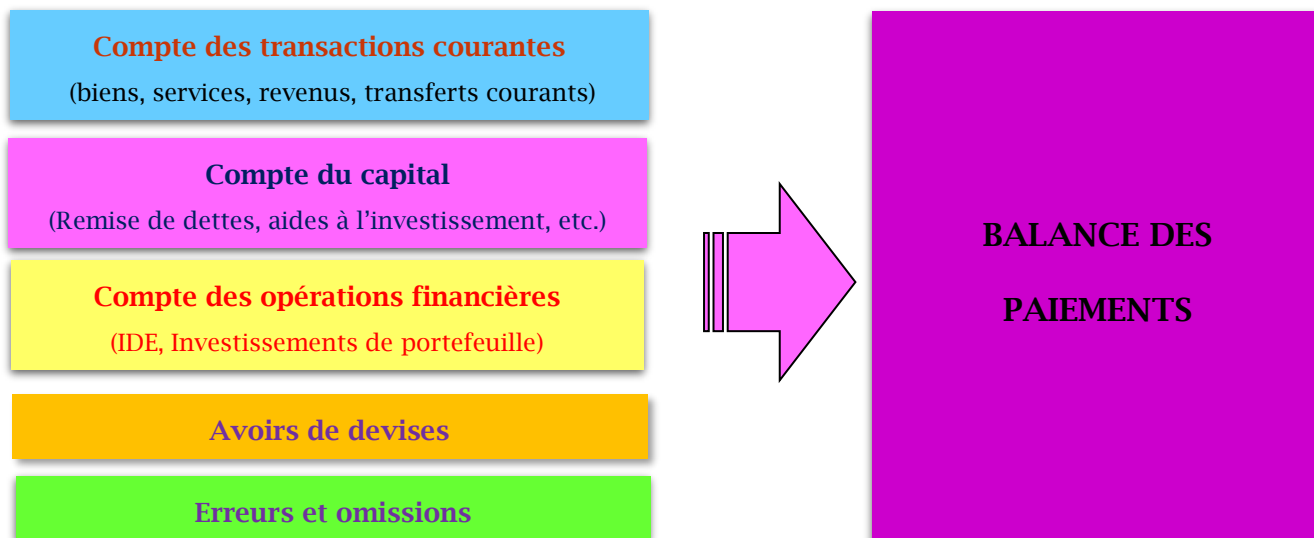 Compte des transactions courantes
(biens, services, revenus, transferts courants)
Compte du capital
(Remise de dettes, aides à l’investissement, etc.)
Compte des opérations financières
(IDE, Investissements de portefeuille)
Avoirs de devises
Erreurs et omissions
BALANCE DES
PAIEMENTS